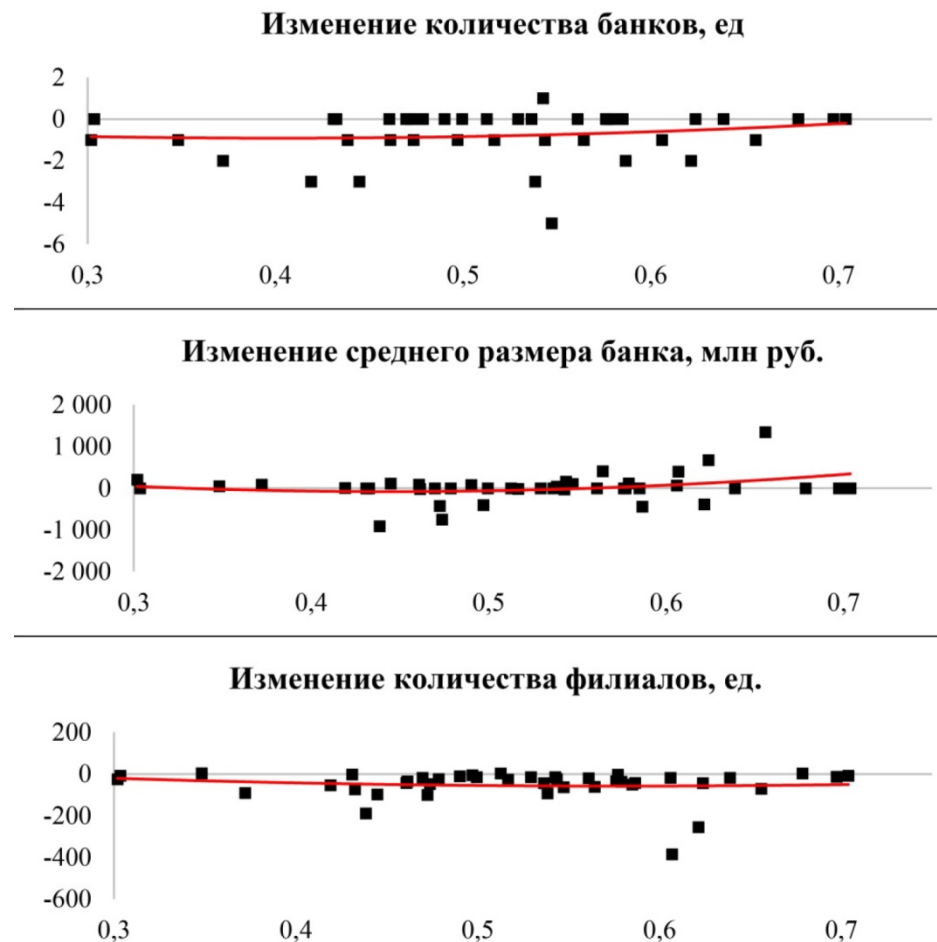 Изменение количества банков, ед
2
0
-2
-4
-6
0,3 0,4 0,5 0,6 0,7
Изменение среднего размера банка, млн руб.
2 000
1 000
0
-1 000
-2 000
0,3 0,4 0,5 0,6 0,7
Изменение количества филиалов, ед.
200
0
-200
-400
-600
0,3 0,4 0,5 0,6 0,7